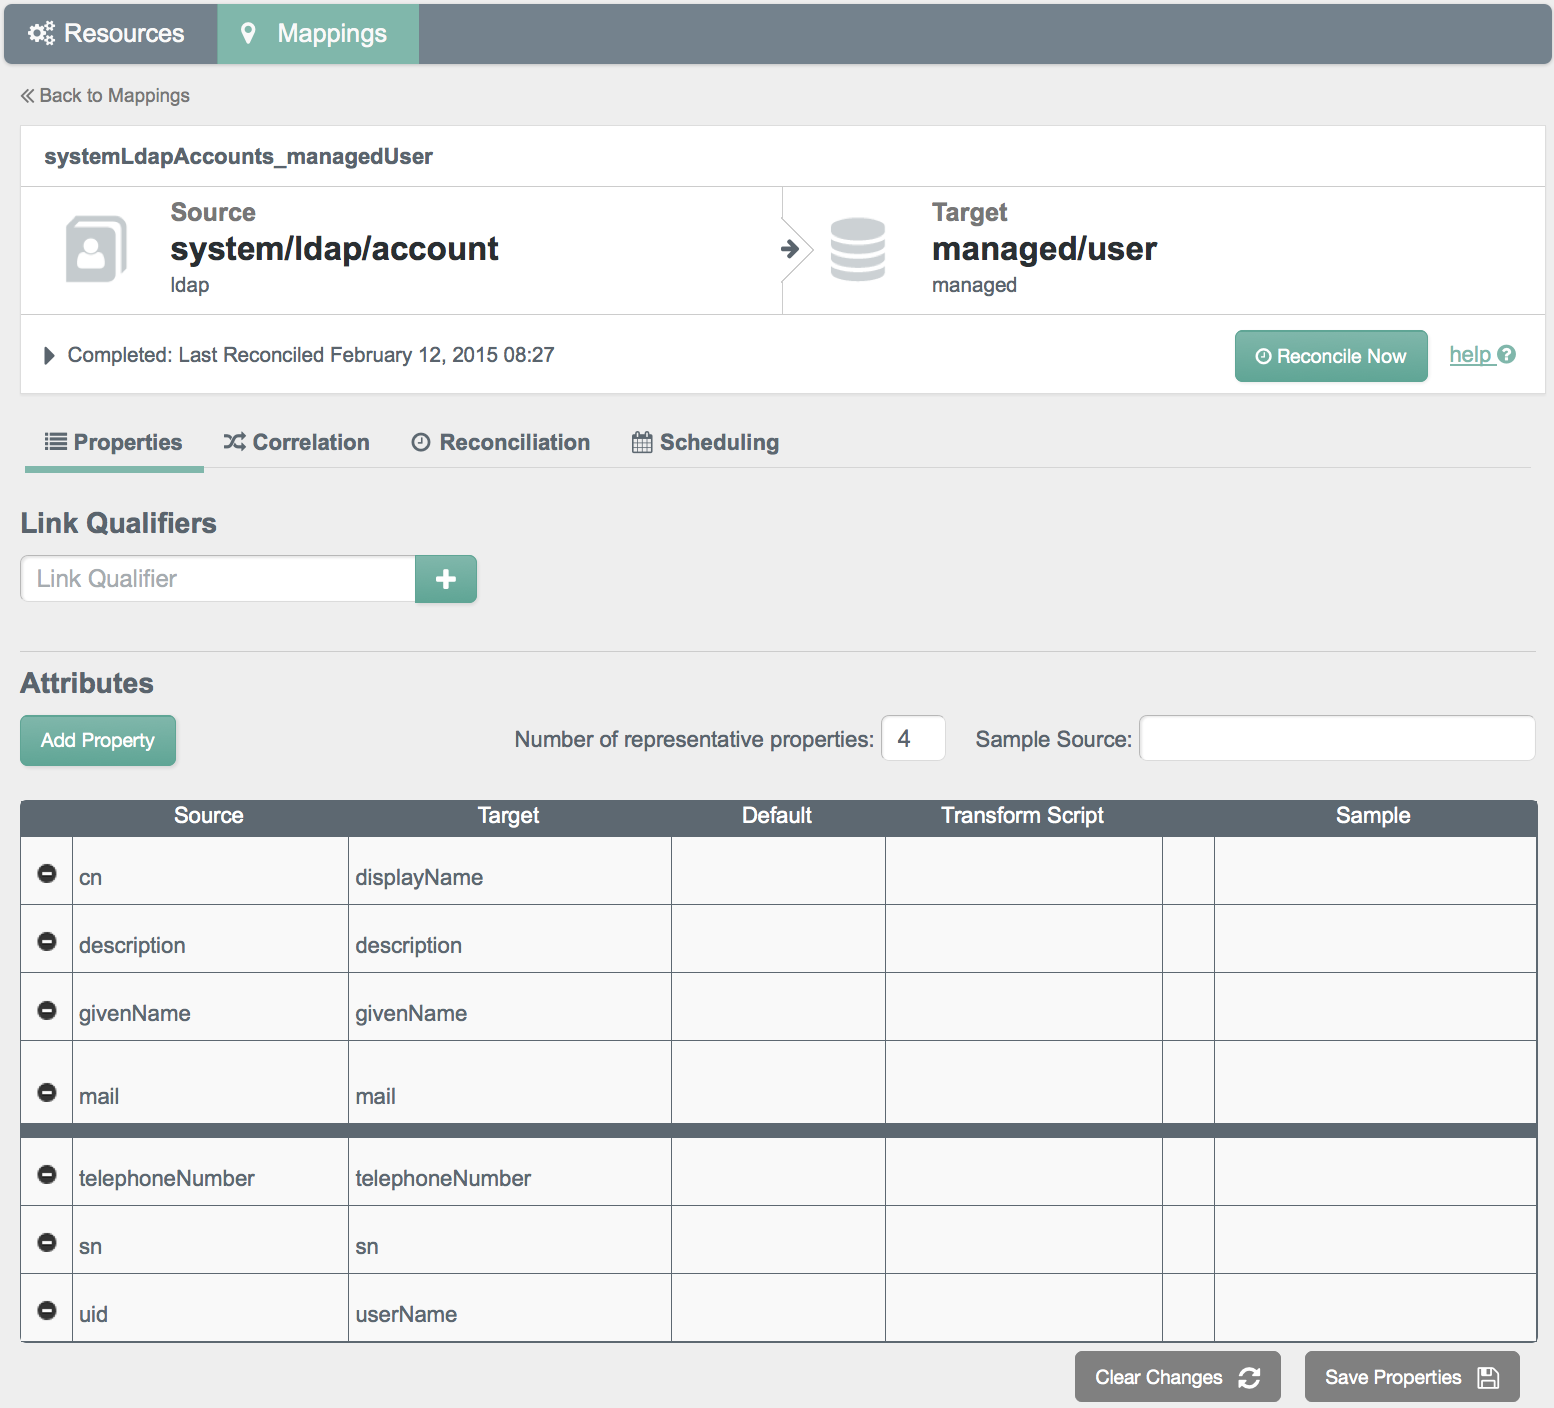 Resources Mappings
Back to Mappings
systemLdapAccounts_managedUser
Source Target
system/ldap/account managed/user
ldap managed
Completed: Last Reconciled February 12, 2015 08:27 Reconcile Now help
Properties Correlation Reconciliation Scheduling
Link Qualifiers
Link Qualifier
Attributes
Add Property Number of representative properties: 4 Sample Source:
Source Target Default Transform Script Sample
cn displayName
description description
givenName givenName
mail mail
telephoneNumber telephoneNumber
sn sn
uid userName
Clear Changes Save Properties